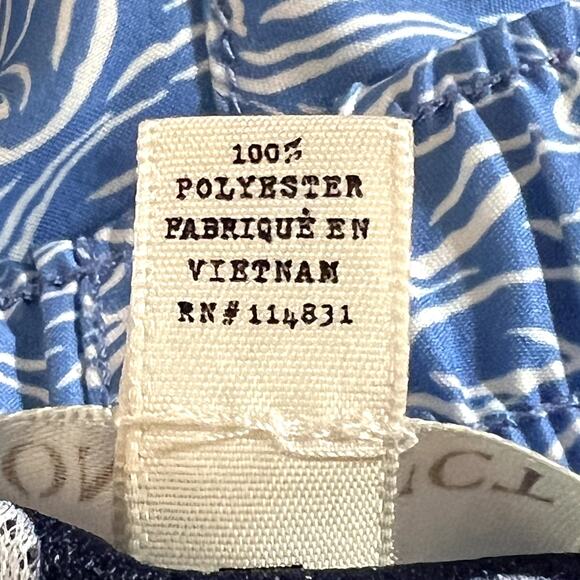 100%
POLYESTER
FABRIQUÉ EN
VIETNAM
RN# 114831